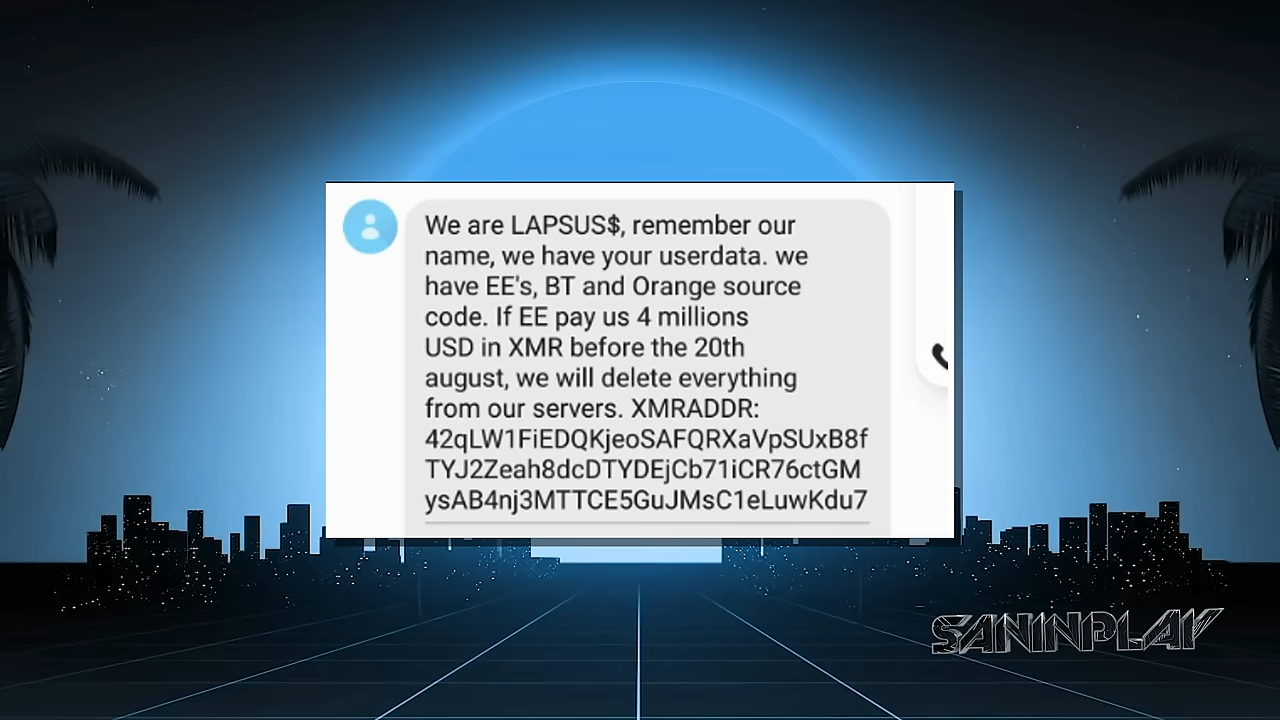 We are LAPSUS$, remember our
name, we have your userdata. we
have EE's, BT and Orange source
code. If EE pay us 4 millions
USD in XMR before the 20th
august, we will delete everything
from our servers. XMRADDR:
42qLW1FiEDQKjeoSAFQRXaVpSUxB8f
TYJ2Zeah8dcDTYDEjCb71iCR76ctGM
ysAB4nj3MTTCE5GuJMsC1eLuwKdu7
SANINPLAY